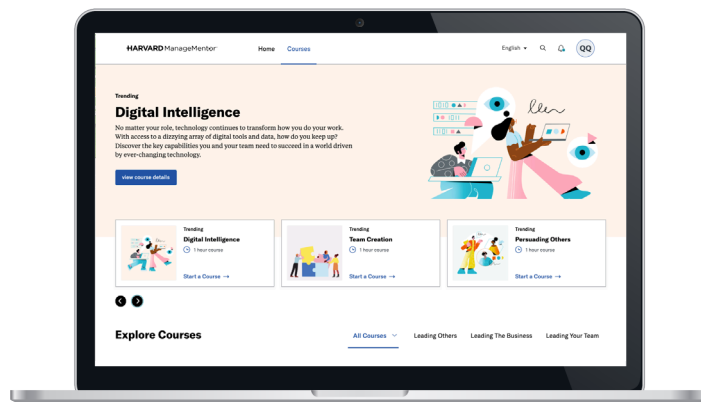 HARVARD ManageMentor
Home
Courses
English
QQ
Trending
Digital Intelligence
No matter your role, technology continues to transform how you do your work.
With access to a dizzying array of digital tools and data, how do you keep up?
Discover the key capabilities you and your team need to succeed in a world driven
by ever-changing technology.
view course details
Trending
Digital Intelligence
1 hour course
Start a Course →
Trending
Team Creation
1 hour course
Start a Course →
Trending
Persuading Others
1 hour course
Start a Course →
Explore Courses
All Courses
Leading Others
Leading The Business
Leading Your Team